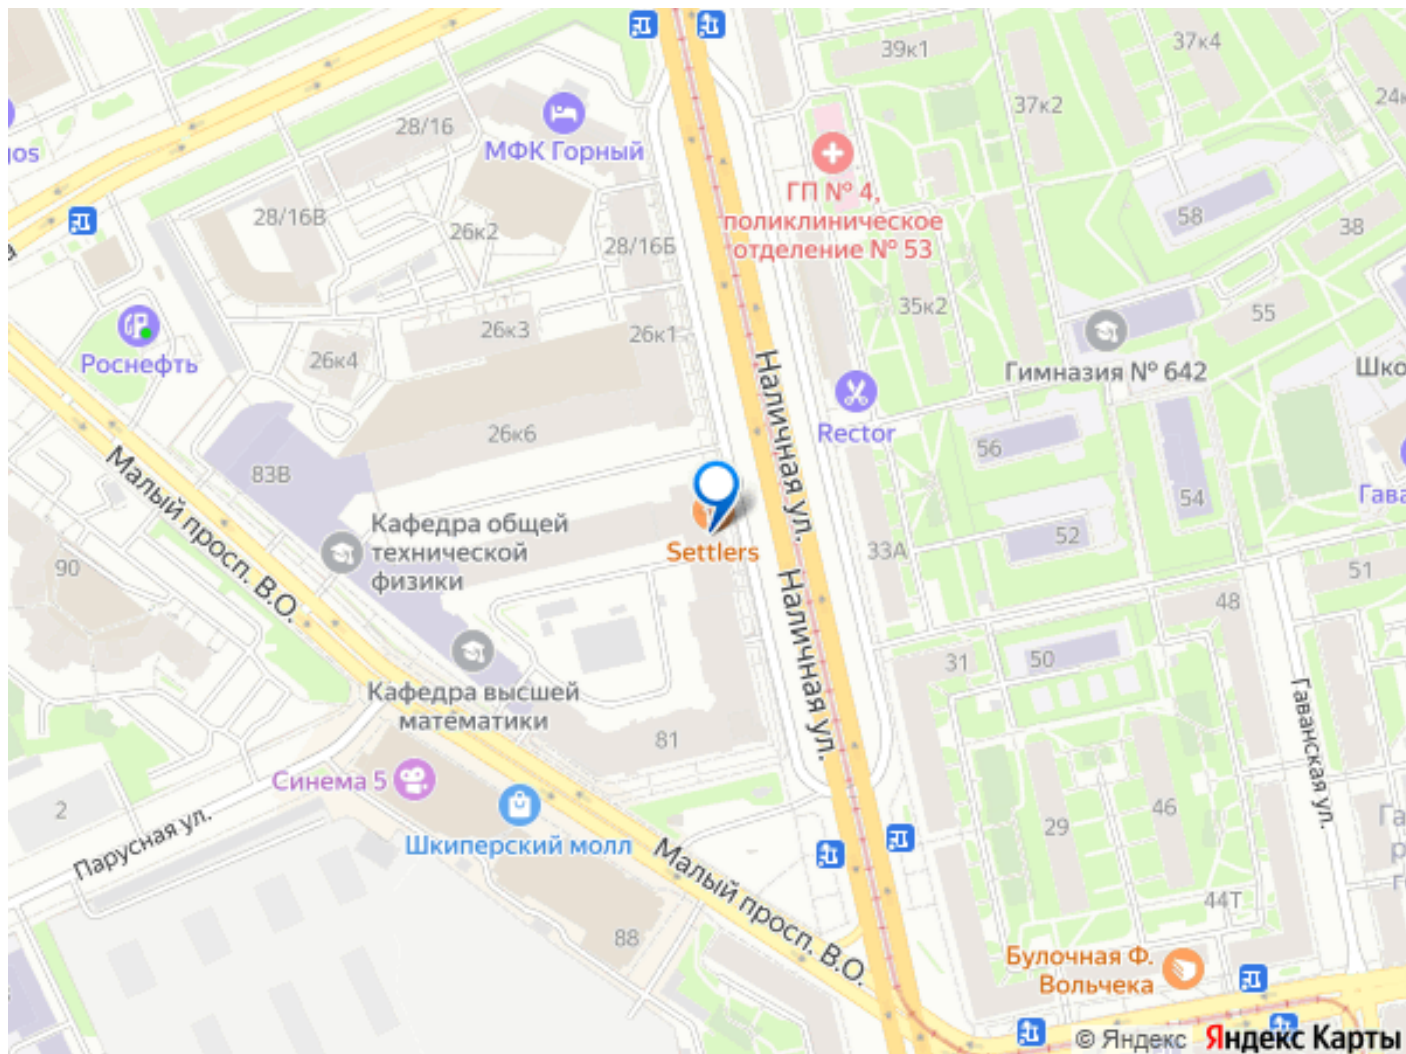 39к1
37к4
37к2
24к
28/16
МФК Горный
ГП № 4,
поликлиническое
отделение № 53
58
38
28/16В
26к2
28/16Б
Роснефть
26к3
26к1
26к4
35к2
55
Гимназия № 642
Шко
Rector
Наличная ул.
26к6
83В
56
54
Гава
Малый просп. В.О.
Кафедра общей
технической
физики
Settlers
33А
52
51
90
48
Наличная ул.
31
50
Кафедра высшей
математики
81
Гаванская ул.
Синема 5
Шкиперский молл
2
Парусная ул.
29
46
Малый просп. В.О.
88
44Т
Булочная Ф.
Вольчека
© Яндекс Яндекс Карты